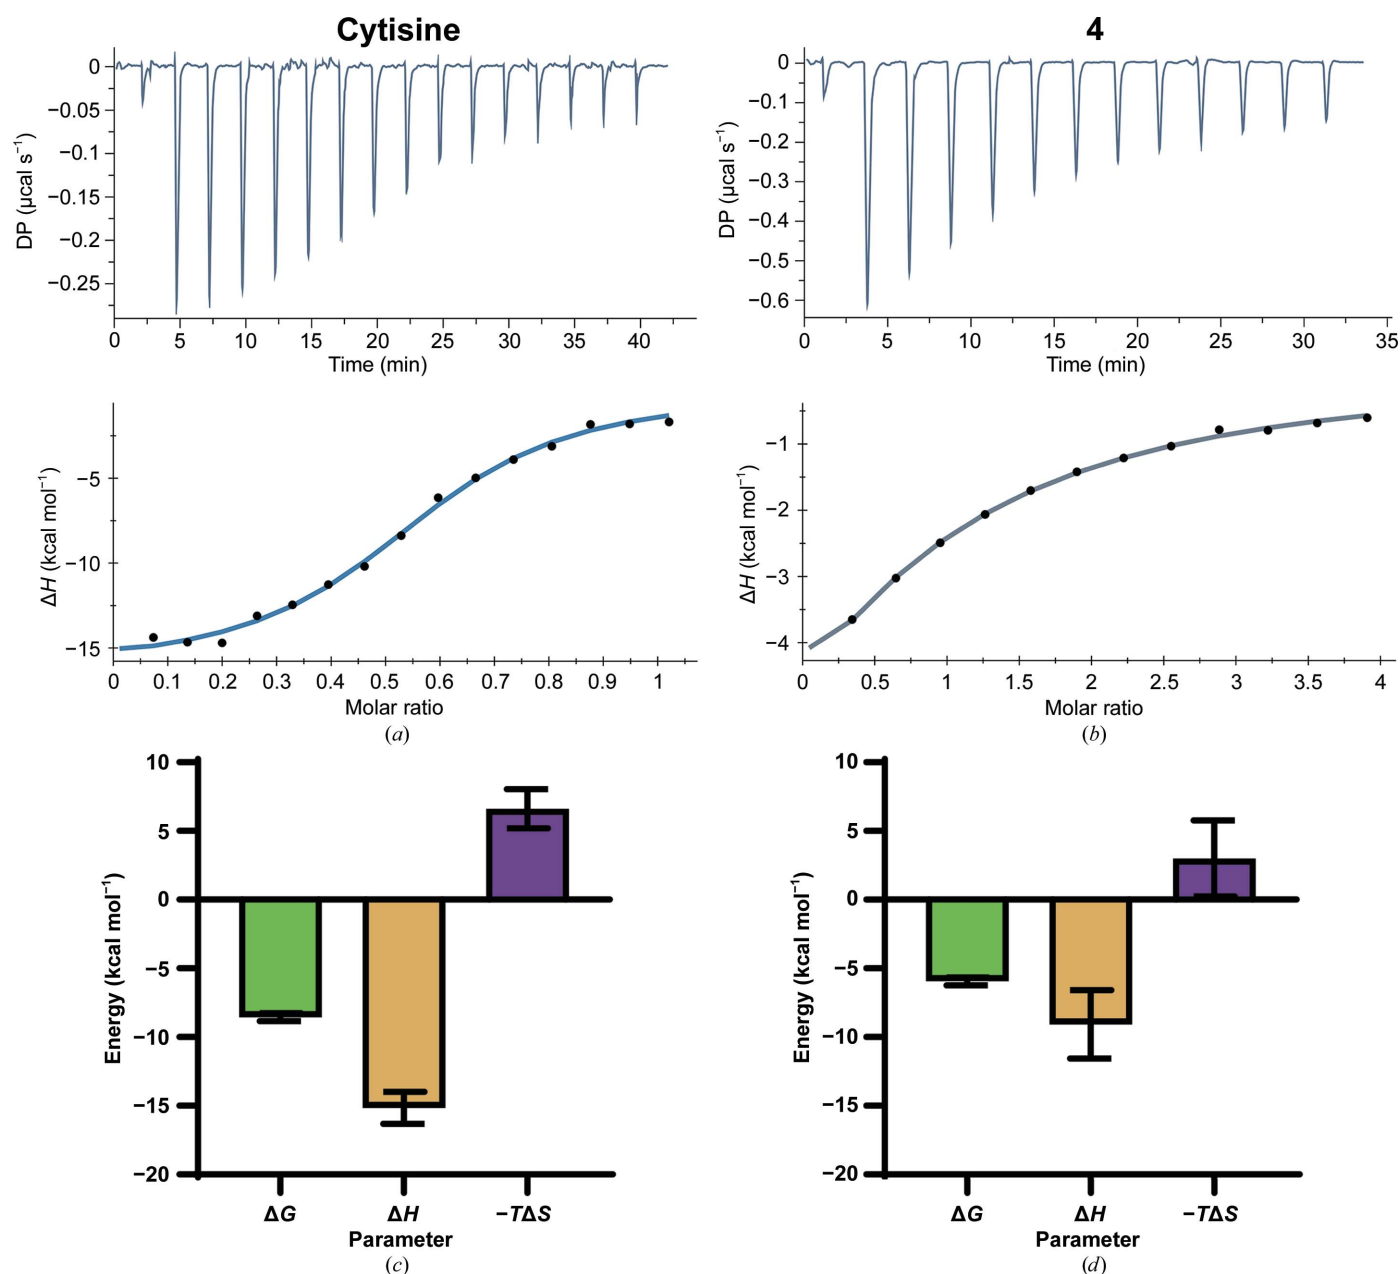 Cytisine
0
−0.05
−0.1
−0.15
−0.2
−0.25
DP (µcal s⁻¹)
0 5 10 15 20 25 30 35 40
Time (min)
−5
−10
−15
ΔH (kcal mol⁻¹)
0 0.1 0.2 0.3 0.4 0.5 0.6 0.7 0.8 0.9 1
Molar ratio
(a)
4
0
−0.1
−0.2
−0.3
−0.4
−0.5
−0.6
DP (µcal s⁻¹)
0 5 10 15 20 25 30 35
Time (min)
−1
−2
−3
−4
ΔH (kcal mol⁻¹)
0 0.5 1 1.5 2 2.5 3 3.5 4
Molar ratio
(b)
10
5
0
−5
−10
−15
−20
Energy (kcal mol⁻¹)
ΔG ΔH −TΔS
Parameter
(c)
10
5
0
−5
−10
−15
−20
Energy (kcal mol⁻¹)
ΔG ΔH −TΔS
Parameter
(d)